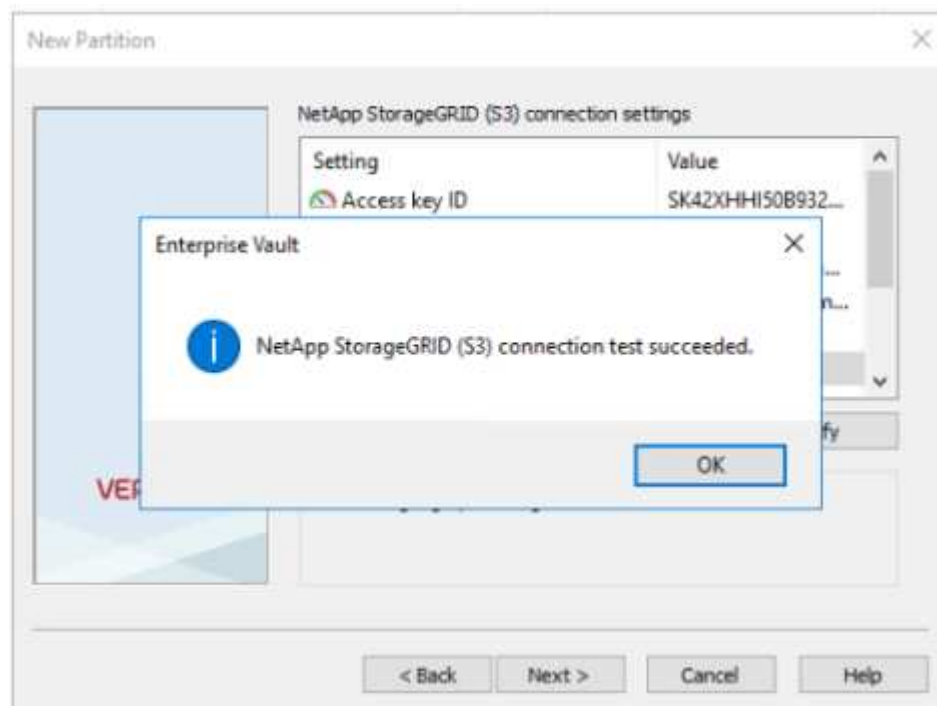 New Partition
NetApp StorageGRID (S3) connection settings
Setting Value
Access key ID SK42XHHI50B932...
Enterprise Vault
NetApp StorageGRID (S3) connection test succeeded.
OK
< Back Next > Cancel Help